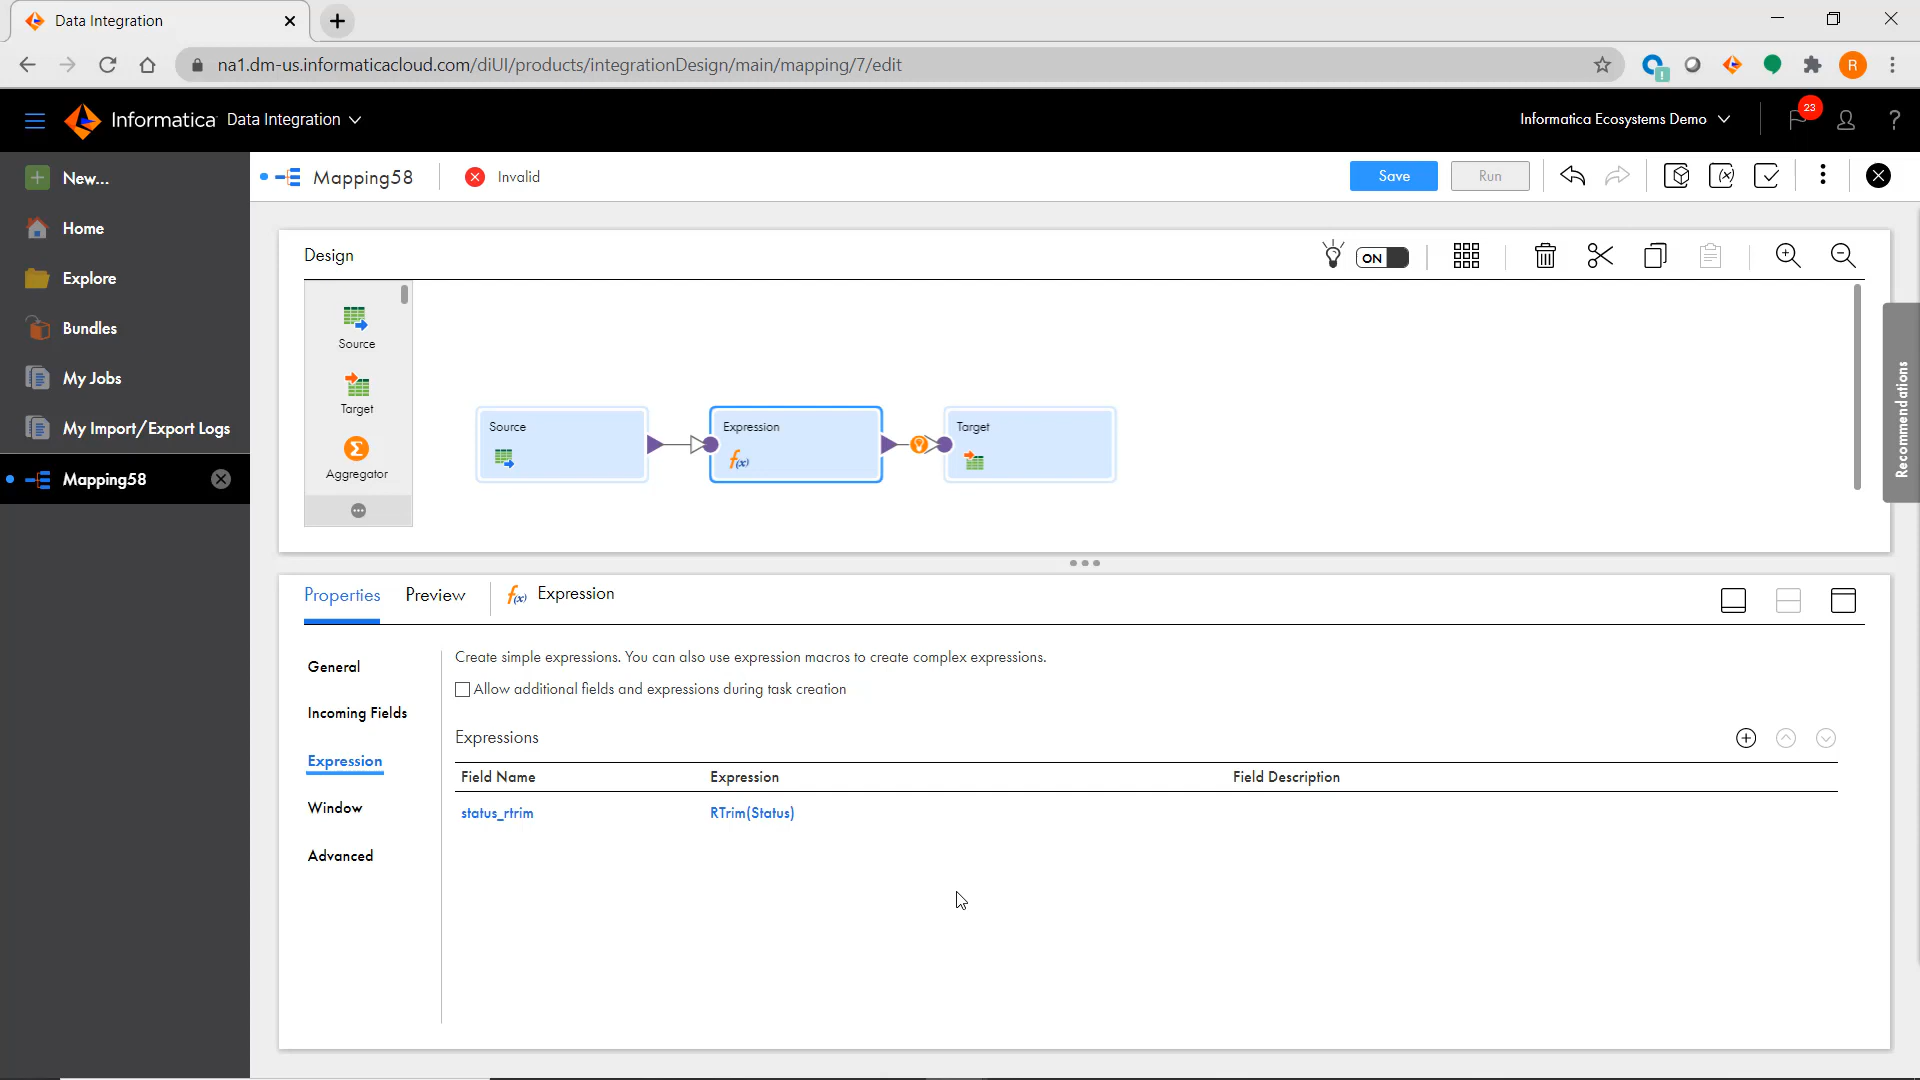 Data Integration
na1.dm-us.informaticacloud.com/diUI/products/integrationDesign/main/mapping/7/edit
R
Informatica Data Integration
Informatica Ecosystems Demo
23
?
New...
Home
Explore
Bundles
My Jobs
My Import/Export Logs
Mapping58
Mapping58
Invalid
Save
Run
Design
ON
Source
Target
Aggregator
Source
Expression
f(x)
Target
Recommendations
Properties
Preview
f(x) Expression
General
Incoming Fields
Expression
Window
Advanced
Create simple expressions. You can also use expression macros to create complex expressions.
Allow additional fields and expressions during task creation
Expressions
Field Name Expression Field Description
status_rtrim RTrim(Status)